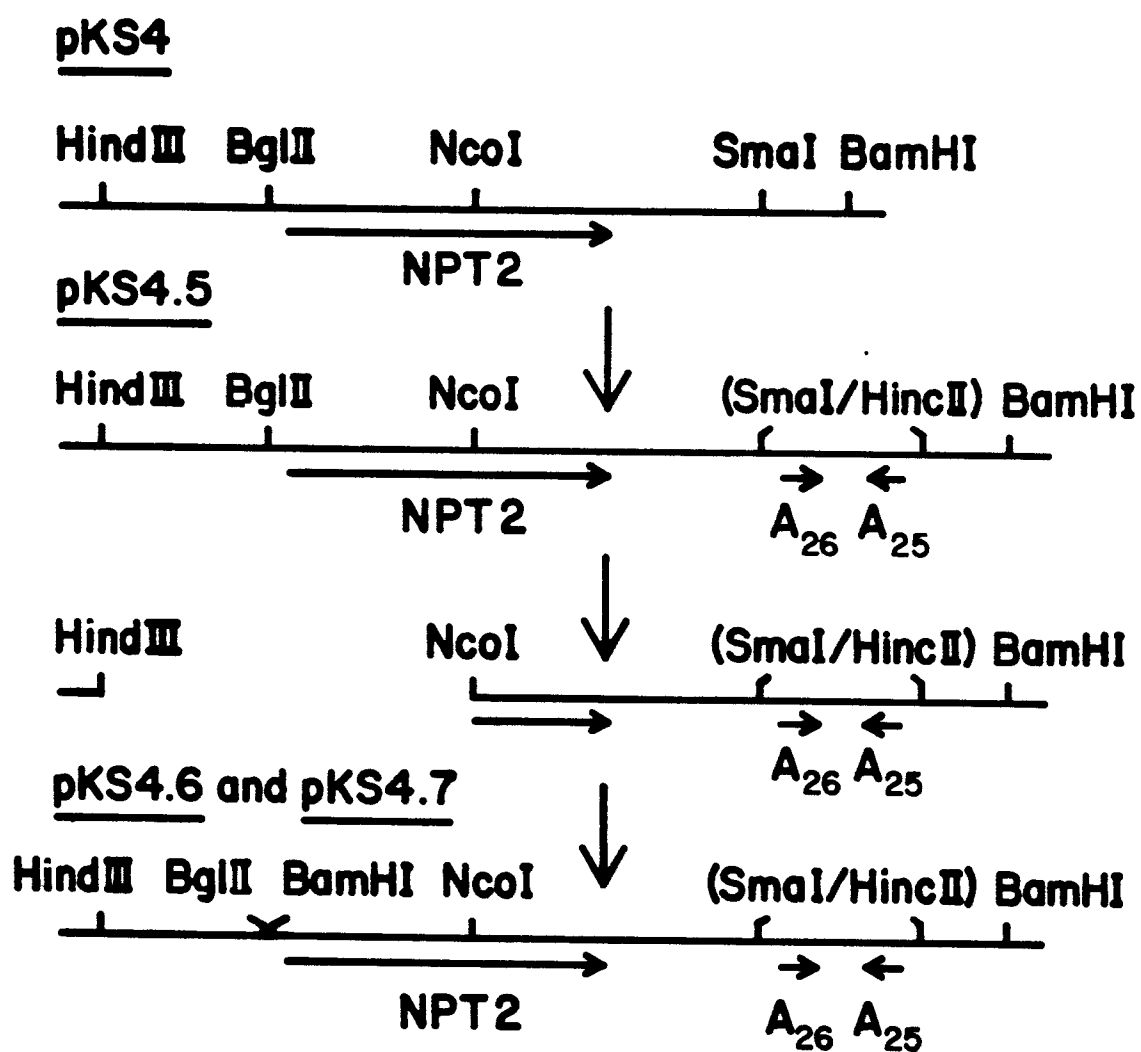 pKS4
HindIII BglII NcoI SmaI BamHI
NPT2
pKS4.5
HindIII BglII NcoI (SmaI/HincII) BamHI
NPT2 A26 A25
HindIII NcoI (SmaI/HincII) BamHI
A26 A25
pKS4.6 and pKS4.7
HindIII BglII BamHI NcoI (SmaI/HincII) BamHI
NPT2 A26 A25